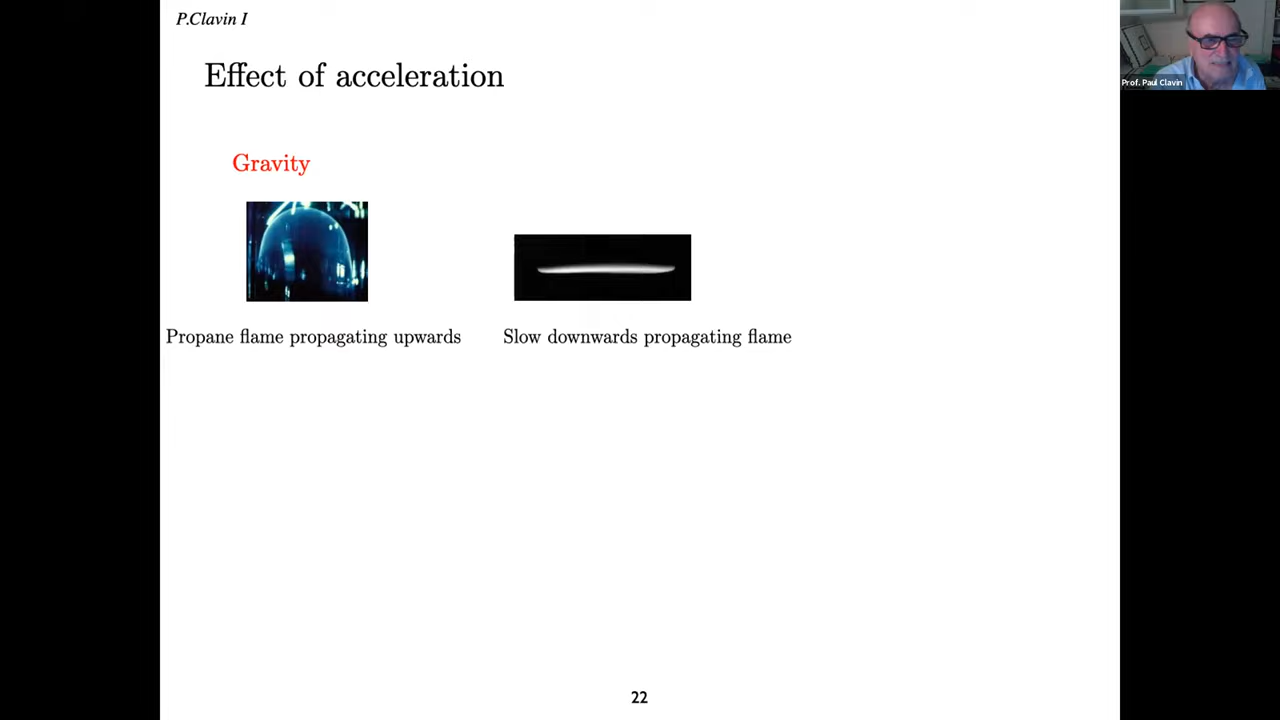 P.Clavin I
Prof. Paul Clavin
Effect of acceleration
Gravity
Propane flame propagating upwards
Slow downwards propagating flame
22